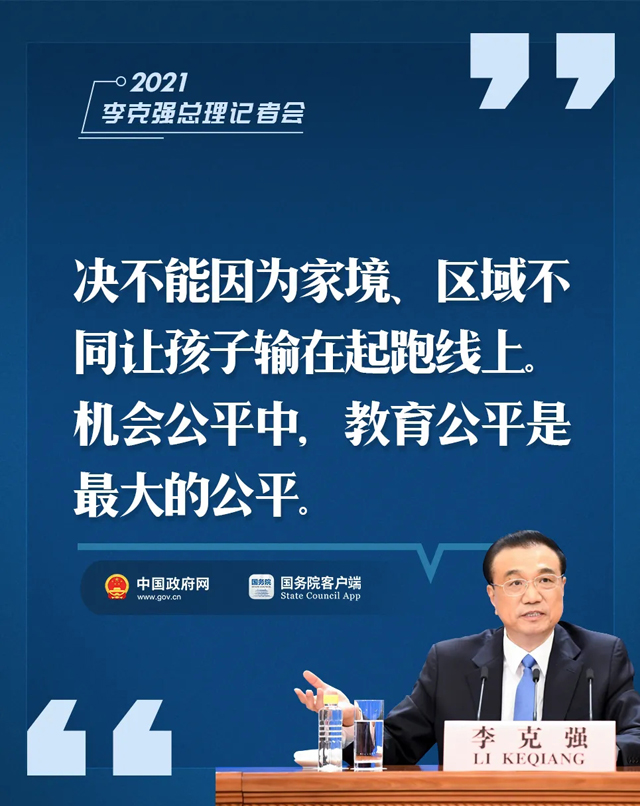 2021
李克强总理记者会
决不能因为家境、区域不
同让孩子输在起跑线上。
机会公平中，教育公平是
最大的公平。
中国政府网
www.gov.cn
国务院
国务院客户端
State Council App
李克强
LI KEQIANG